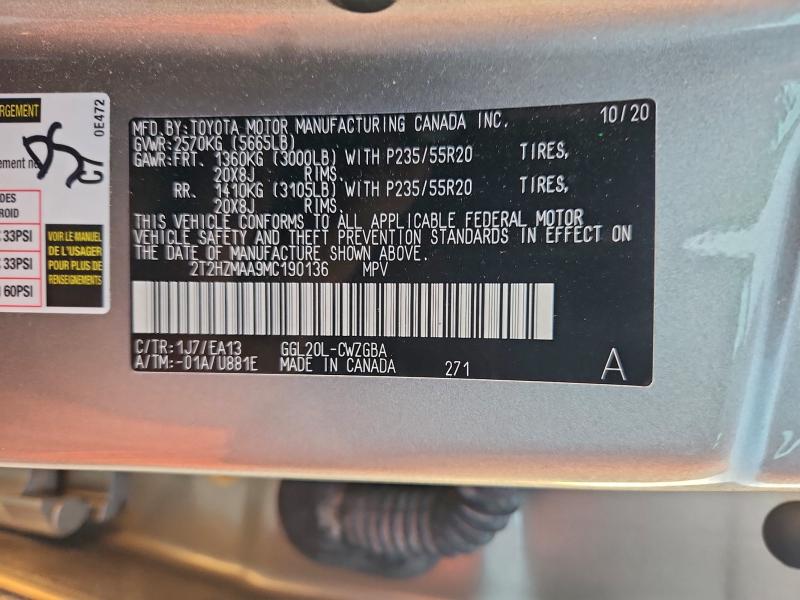 RGEMENT
0E472
ement ne
DES
ROID
33PSI
33PSI
60PSI
VOIR LE MANUEL
DE L'USAGER
POUR PLUS DE
RENSEIGNEMENTS
10/20
MFD.BY:TOYOTA MOTOR MANUFACTURING CANADA INC.
GVWR:2570KG (5665LB)
GAWR:FRT. 1360KG (3000LB) WITH P235/55R20 TIRES,
20X8J RIMS.
RR. 1410KG (3105LB) WITH P235/55R20 TIRES,
20X8J RIMS.
THIS VEHICLE CONFORMS TO ALL APPLICABLE FEDERAL MOTOR
VEHICLE SAFETY AND THEFT PREVENTION STANDARDS IN EFFECT ON
THE DATE OF MANUFACTURE SHOWN ABOVE.
2T2HZMAA9MC190136 MPV
C/TR:1J7/EA13 GGL20L-CWZGBA
A/TM:-01A/U881E MADE IN CANADA 271 A